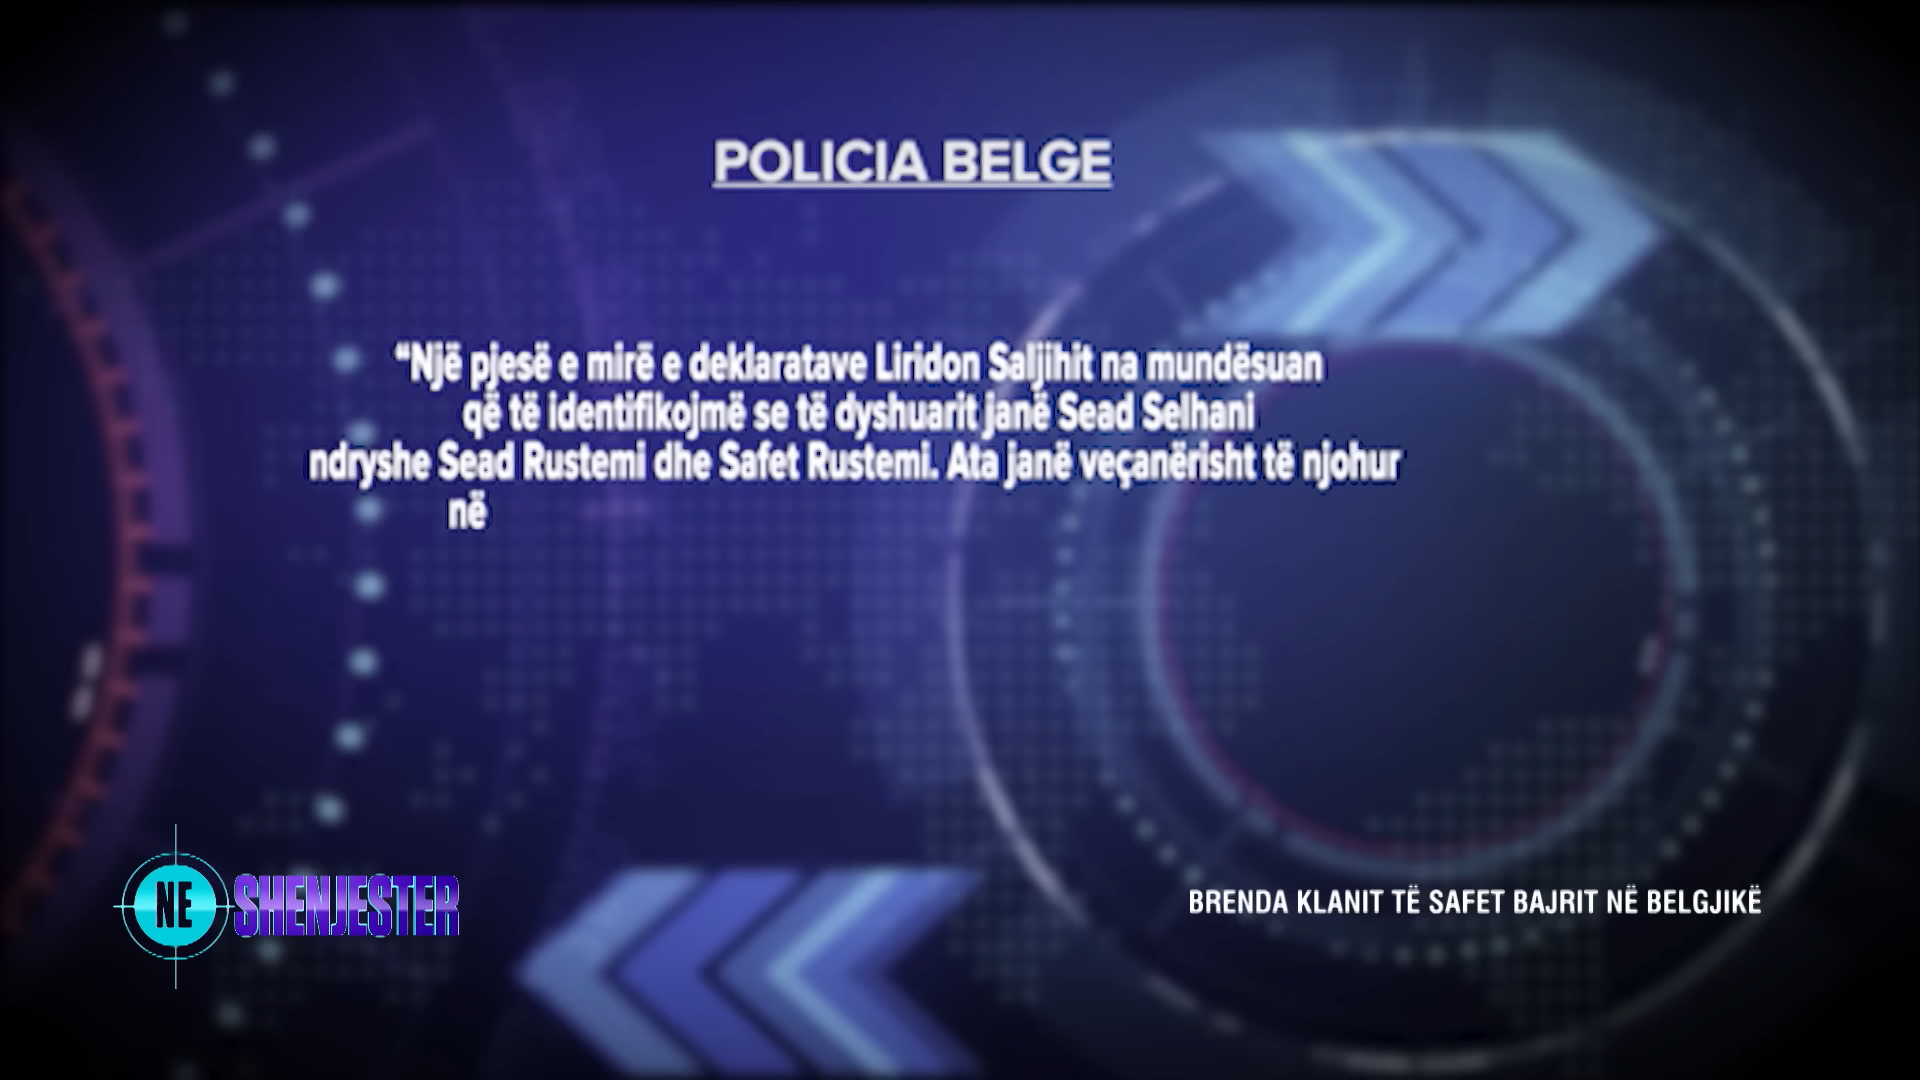 POLICIA BELGE
“Një pjesë e mirë e deklaratave Liridon Saljihit na mundësuan
që të identifikojmë se të dyshuarit janë Sead Selhani
ndryshe Sead Rustemi dhe Safet Rustemi. Ata janë veçanërisht të njohur
në
NE SHENJESTER
BRENDA KLANIT TË SAFET BAJRIT NË BELGJIKË